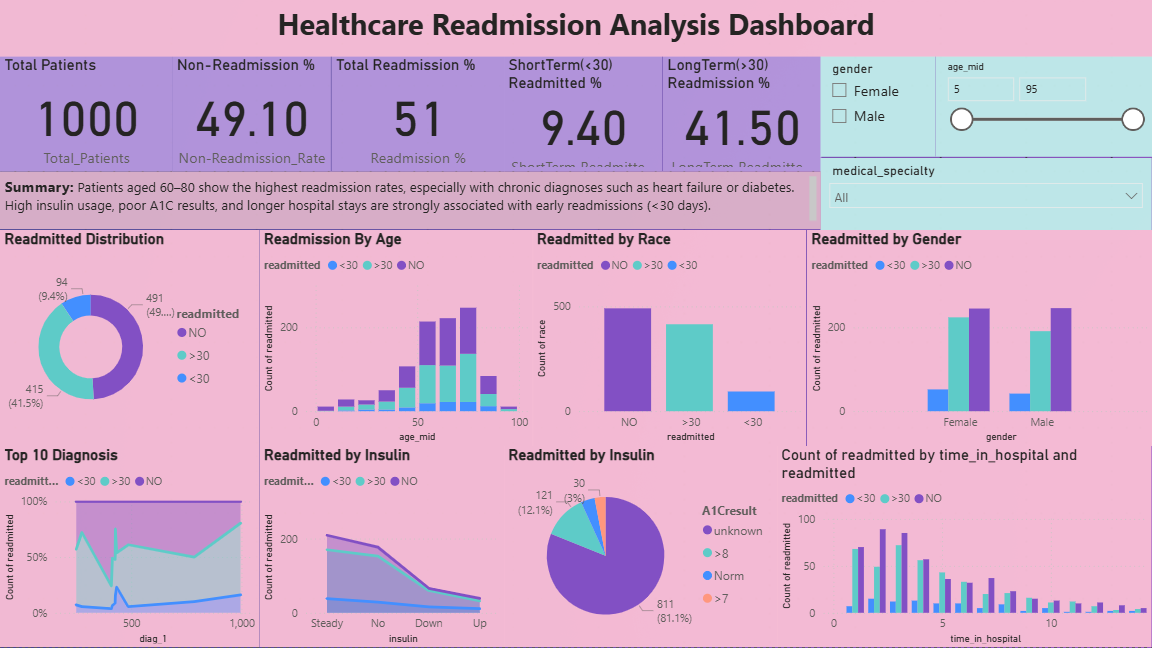 Healthcare Readmission Analysis Dashboard
Total Patients
1000
Total_Patients
Non-Readmission %
49.10
Non-Readmission_Rate
Total Readmission %
51
Readmission %
ShortTerm(<30)
Readmitted %
9.40
ShortTerm Readmitte
LongTerm(>30)
Readmission %
41.50
LongTerm Readmitte
gender
Female
Male
age_mid
5 95
medical_specialty
All
Summary: Patients aged 60–80 show the highest readmission rates, especially with chronic diagnoses such as heart failure or diabetes.
High insulin usage, poor A1C results, and longer hospital stays are strongly associated with early readmissions (<30 days).
Readmitted Distribution
94
(9.4%)
491
(49....)
415
(41.5%)
readmitted
NO
>30
<30
Readmission By Age
readmitted <30 >30 NO
Count of readmitted
200
0
0 50 100
age_mid
Readmitted by Race
readmitted NO >30 <30
Count of race
500
0
NO >30 <30
readmitted
Readmitted by Gender
readmitted <30 >30 NO
Count of readmitted
200
0
Female Male
gender
Top 10 Diagnosis
readmitt... <30 >30 NO
Count of readmitted
100%
50%
0%
500 1,000
diag_1
Readmitted by Insulin
readmit... <30 >30 NO
Count of readmitted
200
0
Steady No Down Up
insulin
Readmitted by Insulin
30
(3%)
121
(12.1%)
811
(81.1%)
A1Cresult
unknown
>8
Norm
>7
Count of readmitted by time_in_hospital and
readmitted
readmitted <30 >30 NO
Count of readmitted
100
50
0
0 5 10
time_in_hospital